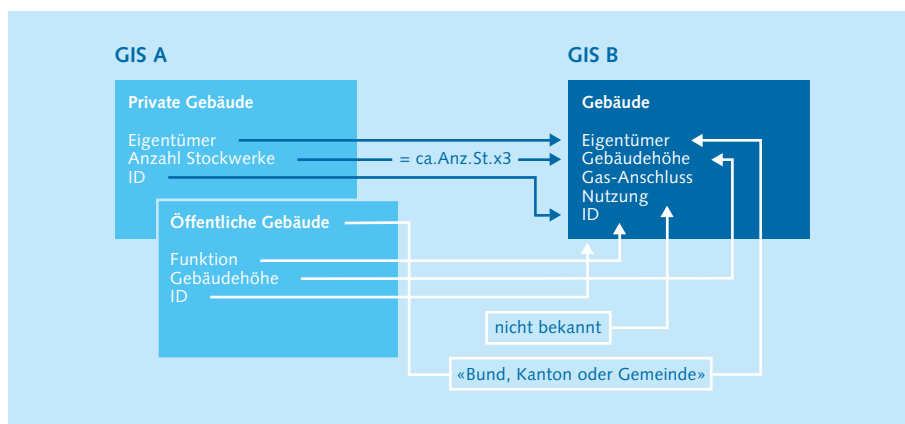 GIS A
Private Gebäude
Eigentümer
Anzahl Stockwerke
ID
= ca.Anz.St.x3
Öffentliche Gebäude
Funktion
Gebäudehöhe
ID
GIS B
Gebäude
Eigentümer
Gebäudehöhe
Gas-Anschluss
Nutzung
ID
nicht bekannt
«Bund, Kanton oder Gemeinde»